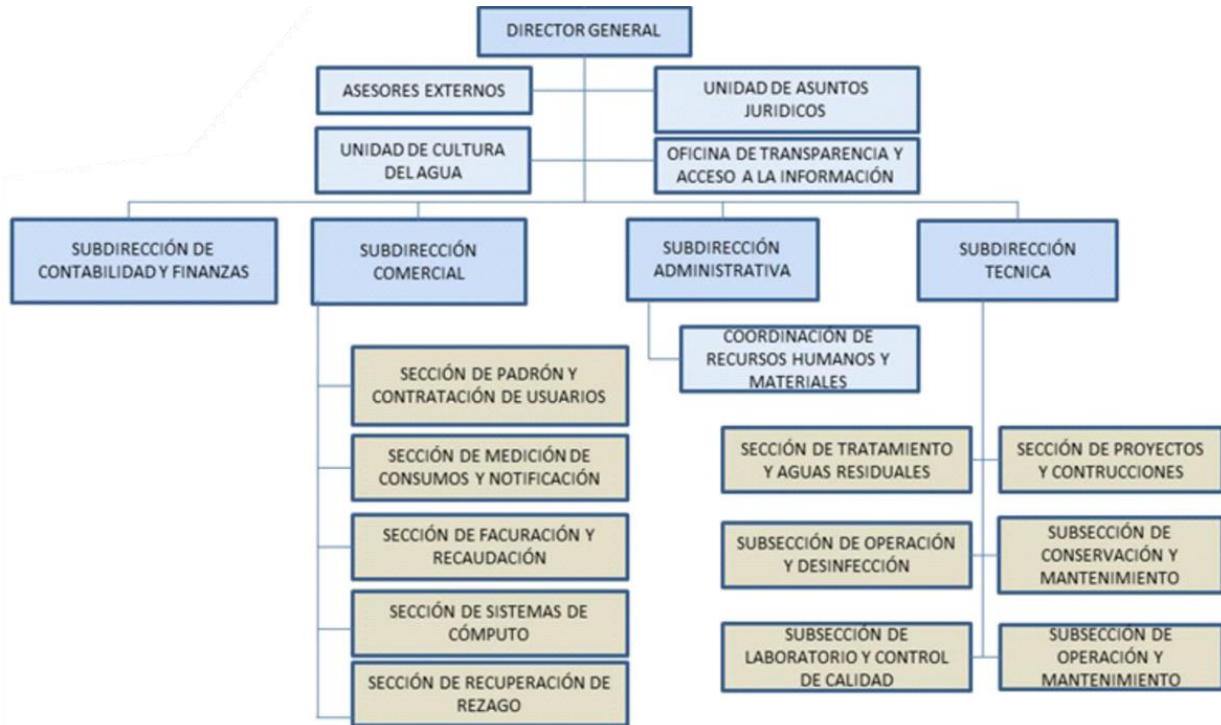 DIRECTOR GENERAL
ASESORES EXTERNOS
UNIDAD DE ASUNTOS
JURIDICOS
UNIDAD DE CULTURA
DEL AGUA
OFICINA DE TRANSPARENCIA Y
ACCESO A LA INFORMACIÓN
SUBDIRECCIÓN DE
CONTABILIDAD Y FINANZAS
SUBDIRECCIÓN
COMERCIAL
SUBDIRECCIÓN
ADMINISTRATIVA
SUBDIRECCIÓN
TECNICA
SECCIÓN DE PADRÓN Y
CONTRATACIÓN DE USUARIOS
SECCIÓN DE MEDICIÓN DE
CONSUMOS Y NOTIFICACIÓN
SECCIÓN DE FACURACIÓN Y
RECAUDACIÓN
SECCIÓN DE SISTEMAS DE
CÓMPUTO
SECCIÓN DE RECUPERACIÓN DE
REZAGO
COORDINACIÓN DE
RECURSOS HUMANOS Y
MATERIALES
SECCIÓN DE TRATAMIENTO
Y AGUAS RESIDUALES
SECCIÓN DE PROYECTOS
Y CONTRUCCIONES
SUBSECCIÓN DE OPERACIÓN
Y DESINFECCIÓN
SUBSECCIÓN DE
CONSERVACIÓN Y
MANTENIMIENTO
SUBSECCIÓN DE
LABORATORIO Y CONTROL
DE CALIDAD
SUBSECCIÓN DE
OPERACIÓN Y
MANTENIMIENTO